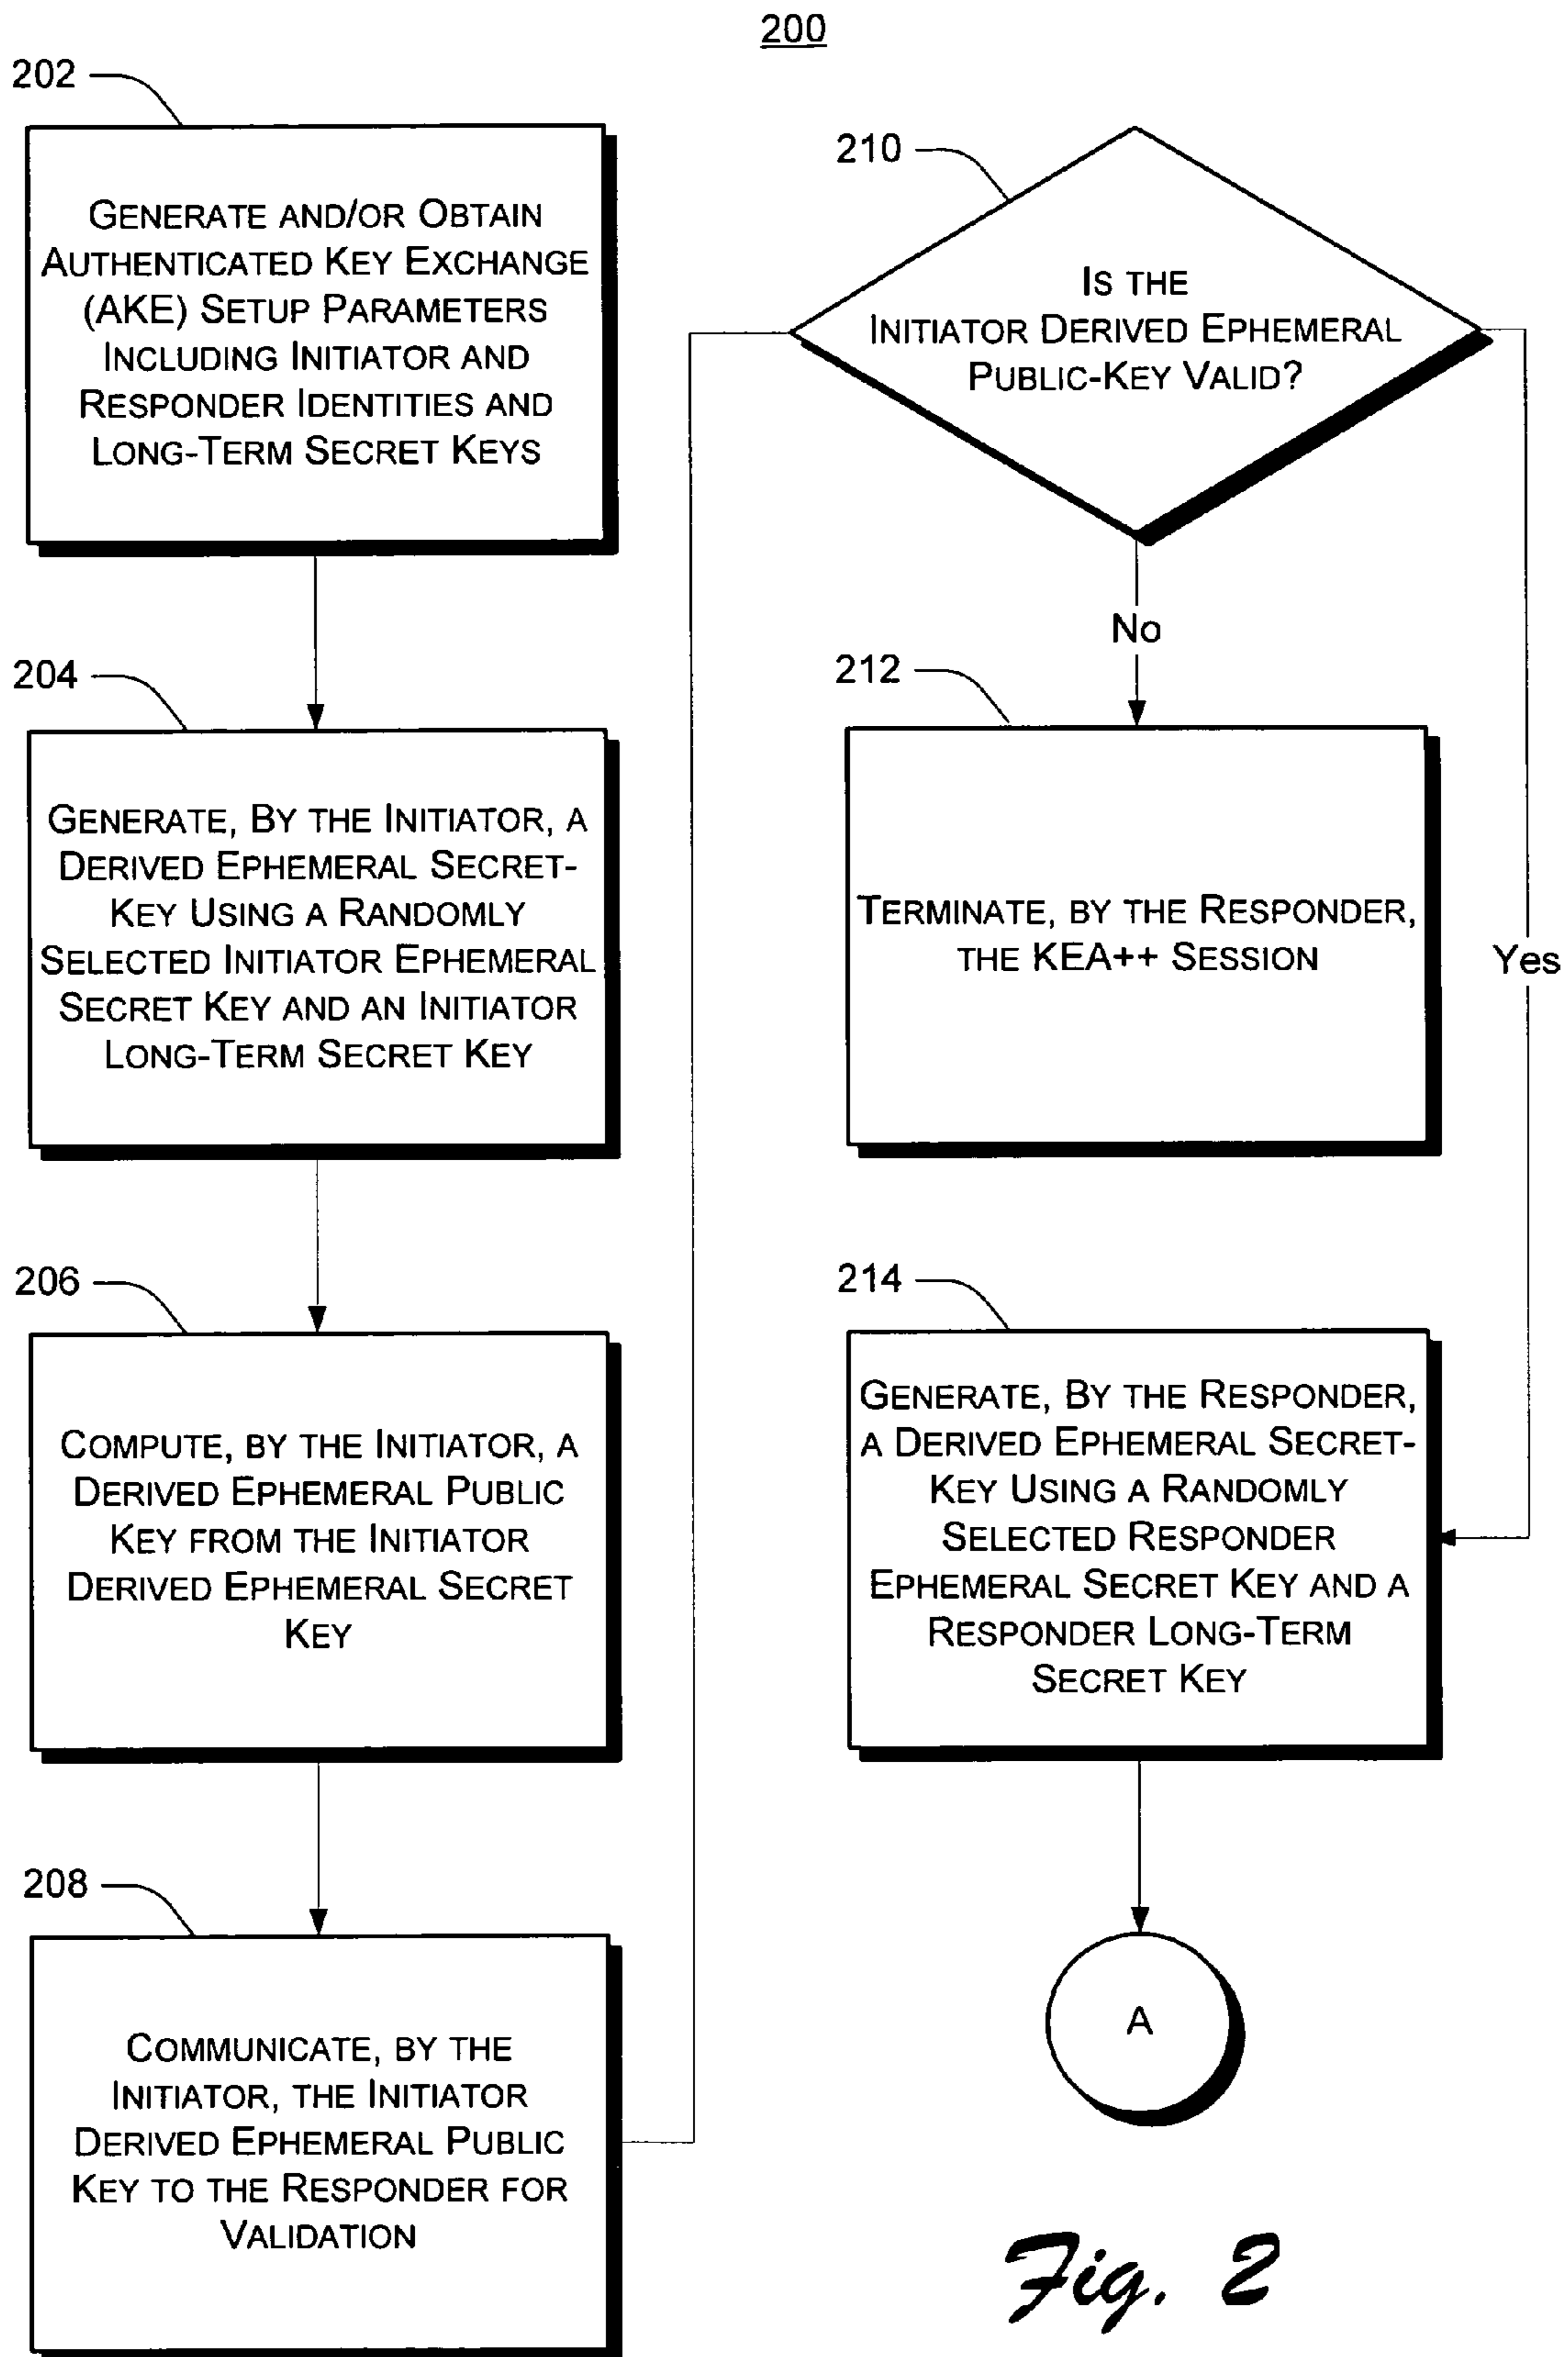 200
202
GENERATE AND/OR OBTAIN
AUTHENTICATED KEY EXCHANGE
(AKE) SETUP PARAMETERS
INCLUDING INITIATOR AND
RESPONDER IDENTITIES AND
LONG-TERM SECRET KEYS
204
GENERATE, BY THE INITIATOR, A
DERIVED EPHEMERAL SECRET-
KEY USING A RANDOMLY
SELECTED INITIATOR EPHEMERAL
SECRET KEY AND AN INITIATOR
LONG-TERM SECRET KEY
206
COMPUTE, BY THE INITIATOR, A
DERIVED EPHEMERAL PUBLIC
KEY FROM THE INITIATOR
DERIVED EPHEMERAL SECRET
KEY
208
COMMUNICATE, BY THE
INITIATOR, THE INITIATOR
DERIVED EPHEMERAL PUBLIC
KEY TO THE RESPONDER FOR
VALIDATION
210
IS THE
INITIATOR DERIVED EPHEMERAL
PUBLIC-KEY VALID?
No
212
TERMINATE, BY THE RESPONDER,
THE KEA++ SESSION
Yes
214
GENERATE, BY THE RESPONDER,
A DERIVED EPHEMERAL SECRET-
KEY USING A RANDOMLY
SELECTED RESPONDER
EPHEMERAL SECRET KEY AND A
RESPONDER LONG-TERM
SECRET KEY
A
Fig. 2